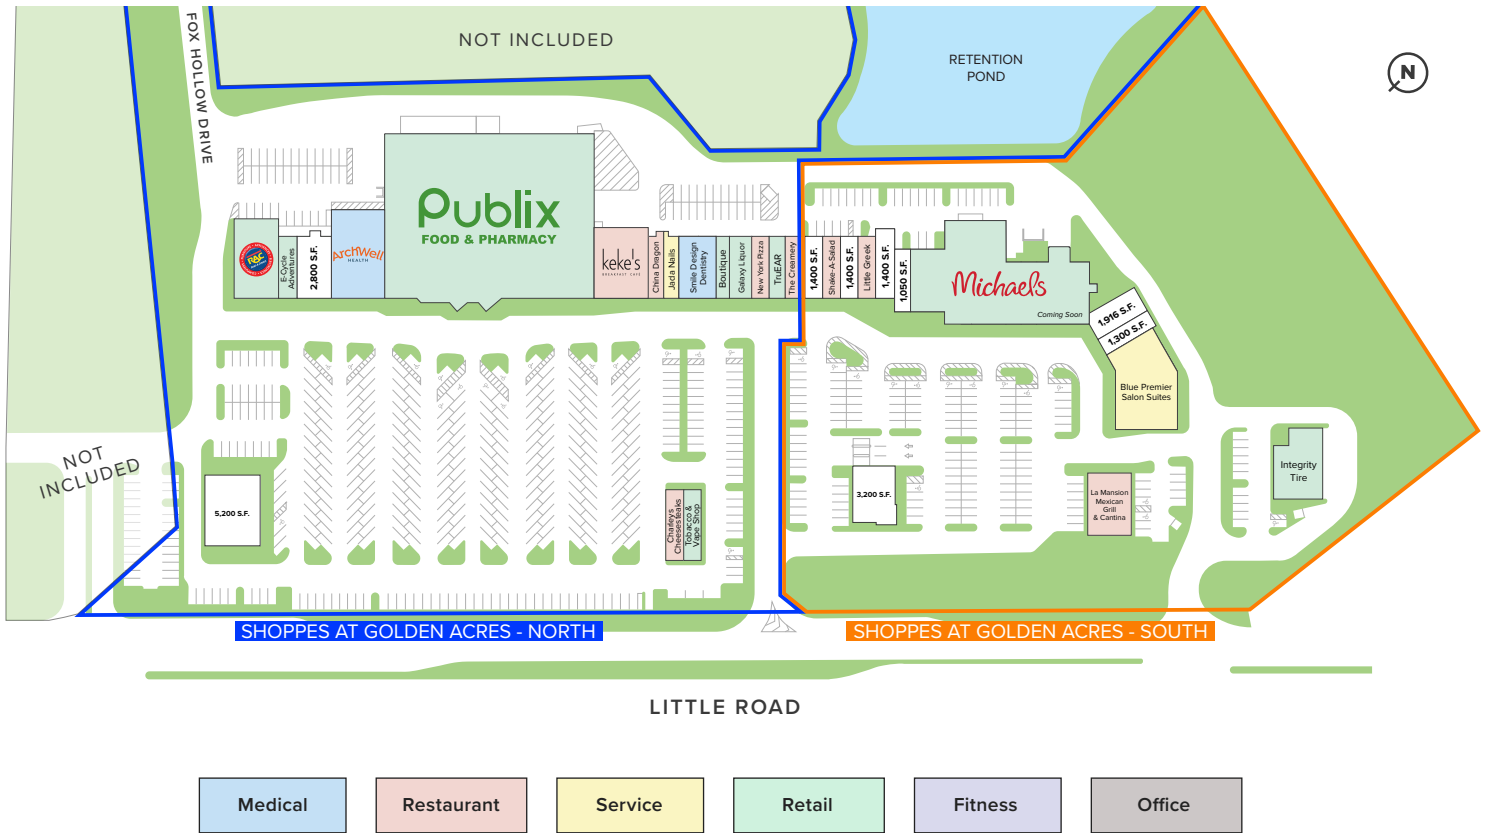 NOT INCLUDED
RETENTION
POND
N
FOX HOLLOW DRIVE
RAC
E-Cycle
Adventures
2,800 S.F.
ArchWell
HEALTH
Publix
FOOD & PHARMACY
keke's
BREAKFAST CAFE
China Dragon
Jada Nails
Smile Design
Dentistry
Boutique
Galaxy Liquor
New York Pizza
TruEAR
The Creamery
1,400 S.F.
Shake-A-Salad
1,400 S.F.
Little Greek
1,400 S.F.
1,050 S.F.
Michaels
Coming Soon
1,916 S.F.
1,300 S.F.
Blue Premier
Salon Suites
NOT
INCLUDED
5,200 S.F.
Charleys
Cheesesteaks
Tobacco &
Vape Shop
3,200 S.F.
La Mansion
Mexican
Grill
& Cantina
Integrity
Tire
SHOPPES AT GOLDEN ACRES - NORTH
SHOPPES AT GOLDEN ACRES - SOUTH
LITTLE ROAD
Medical
Restaurant
Service
Retail
Fitness
Office